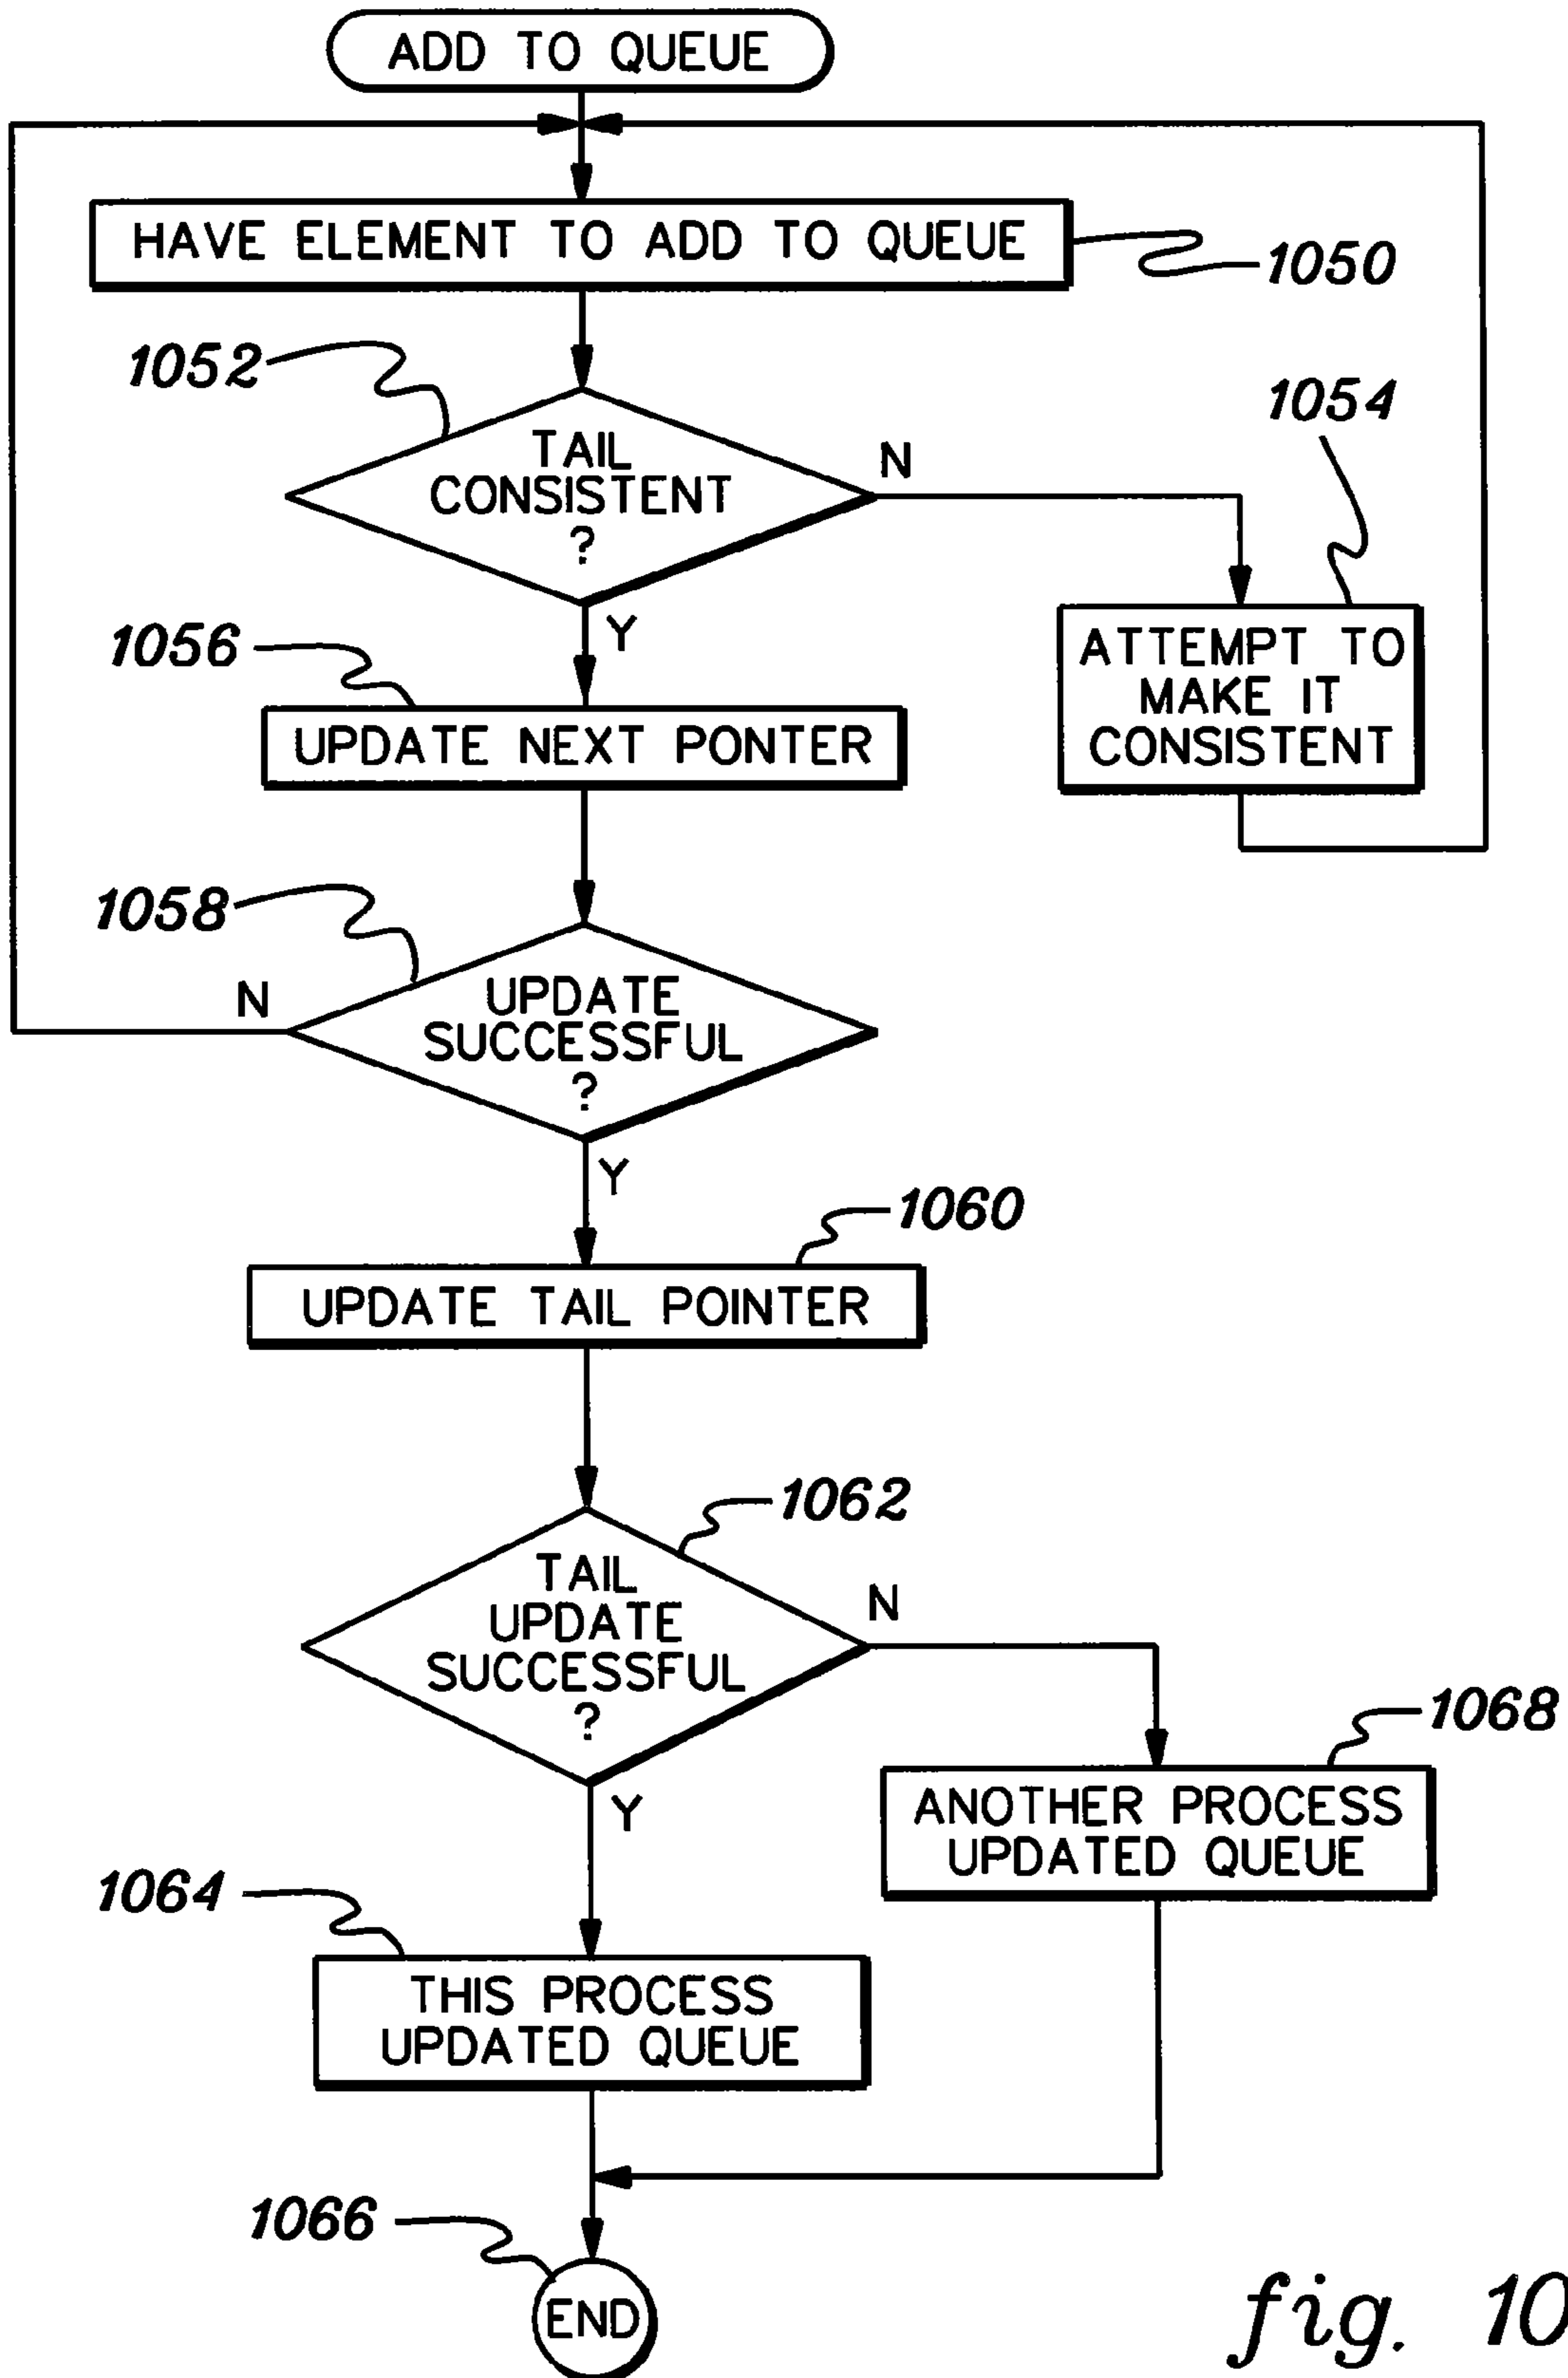 ADD TO QUEUE
HAVE ELEMENT TO ADD TO QUEUE
1050
1052
TAIL
CONSISTENT
?
N
1054
Y
ATTEMPT TO
MAKE IT
CONSISTENT
1056
UPDATE NEXT PONTER
1058
N
UPDATE
SUCCESSFUL
?
Y
1060
UPDATE TAIL POINTER
1062
TAIL
UPDATE
SUCCESSFUL
?
N
Y
1068
ANOTHER PROCESS
UPDATED QUEUE
1064
THIS PROCESS
UPDATED QUEUE
1066
END
fig. 10